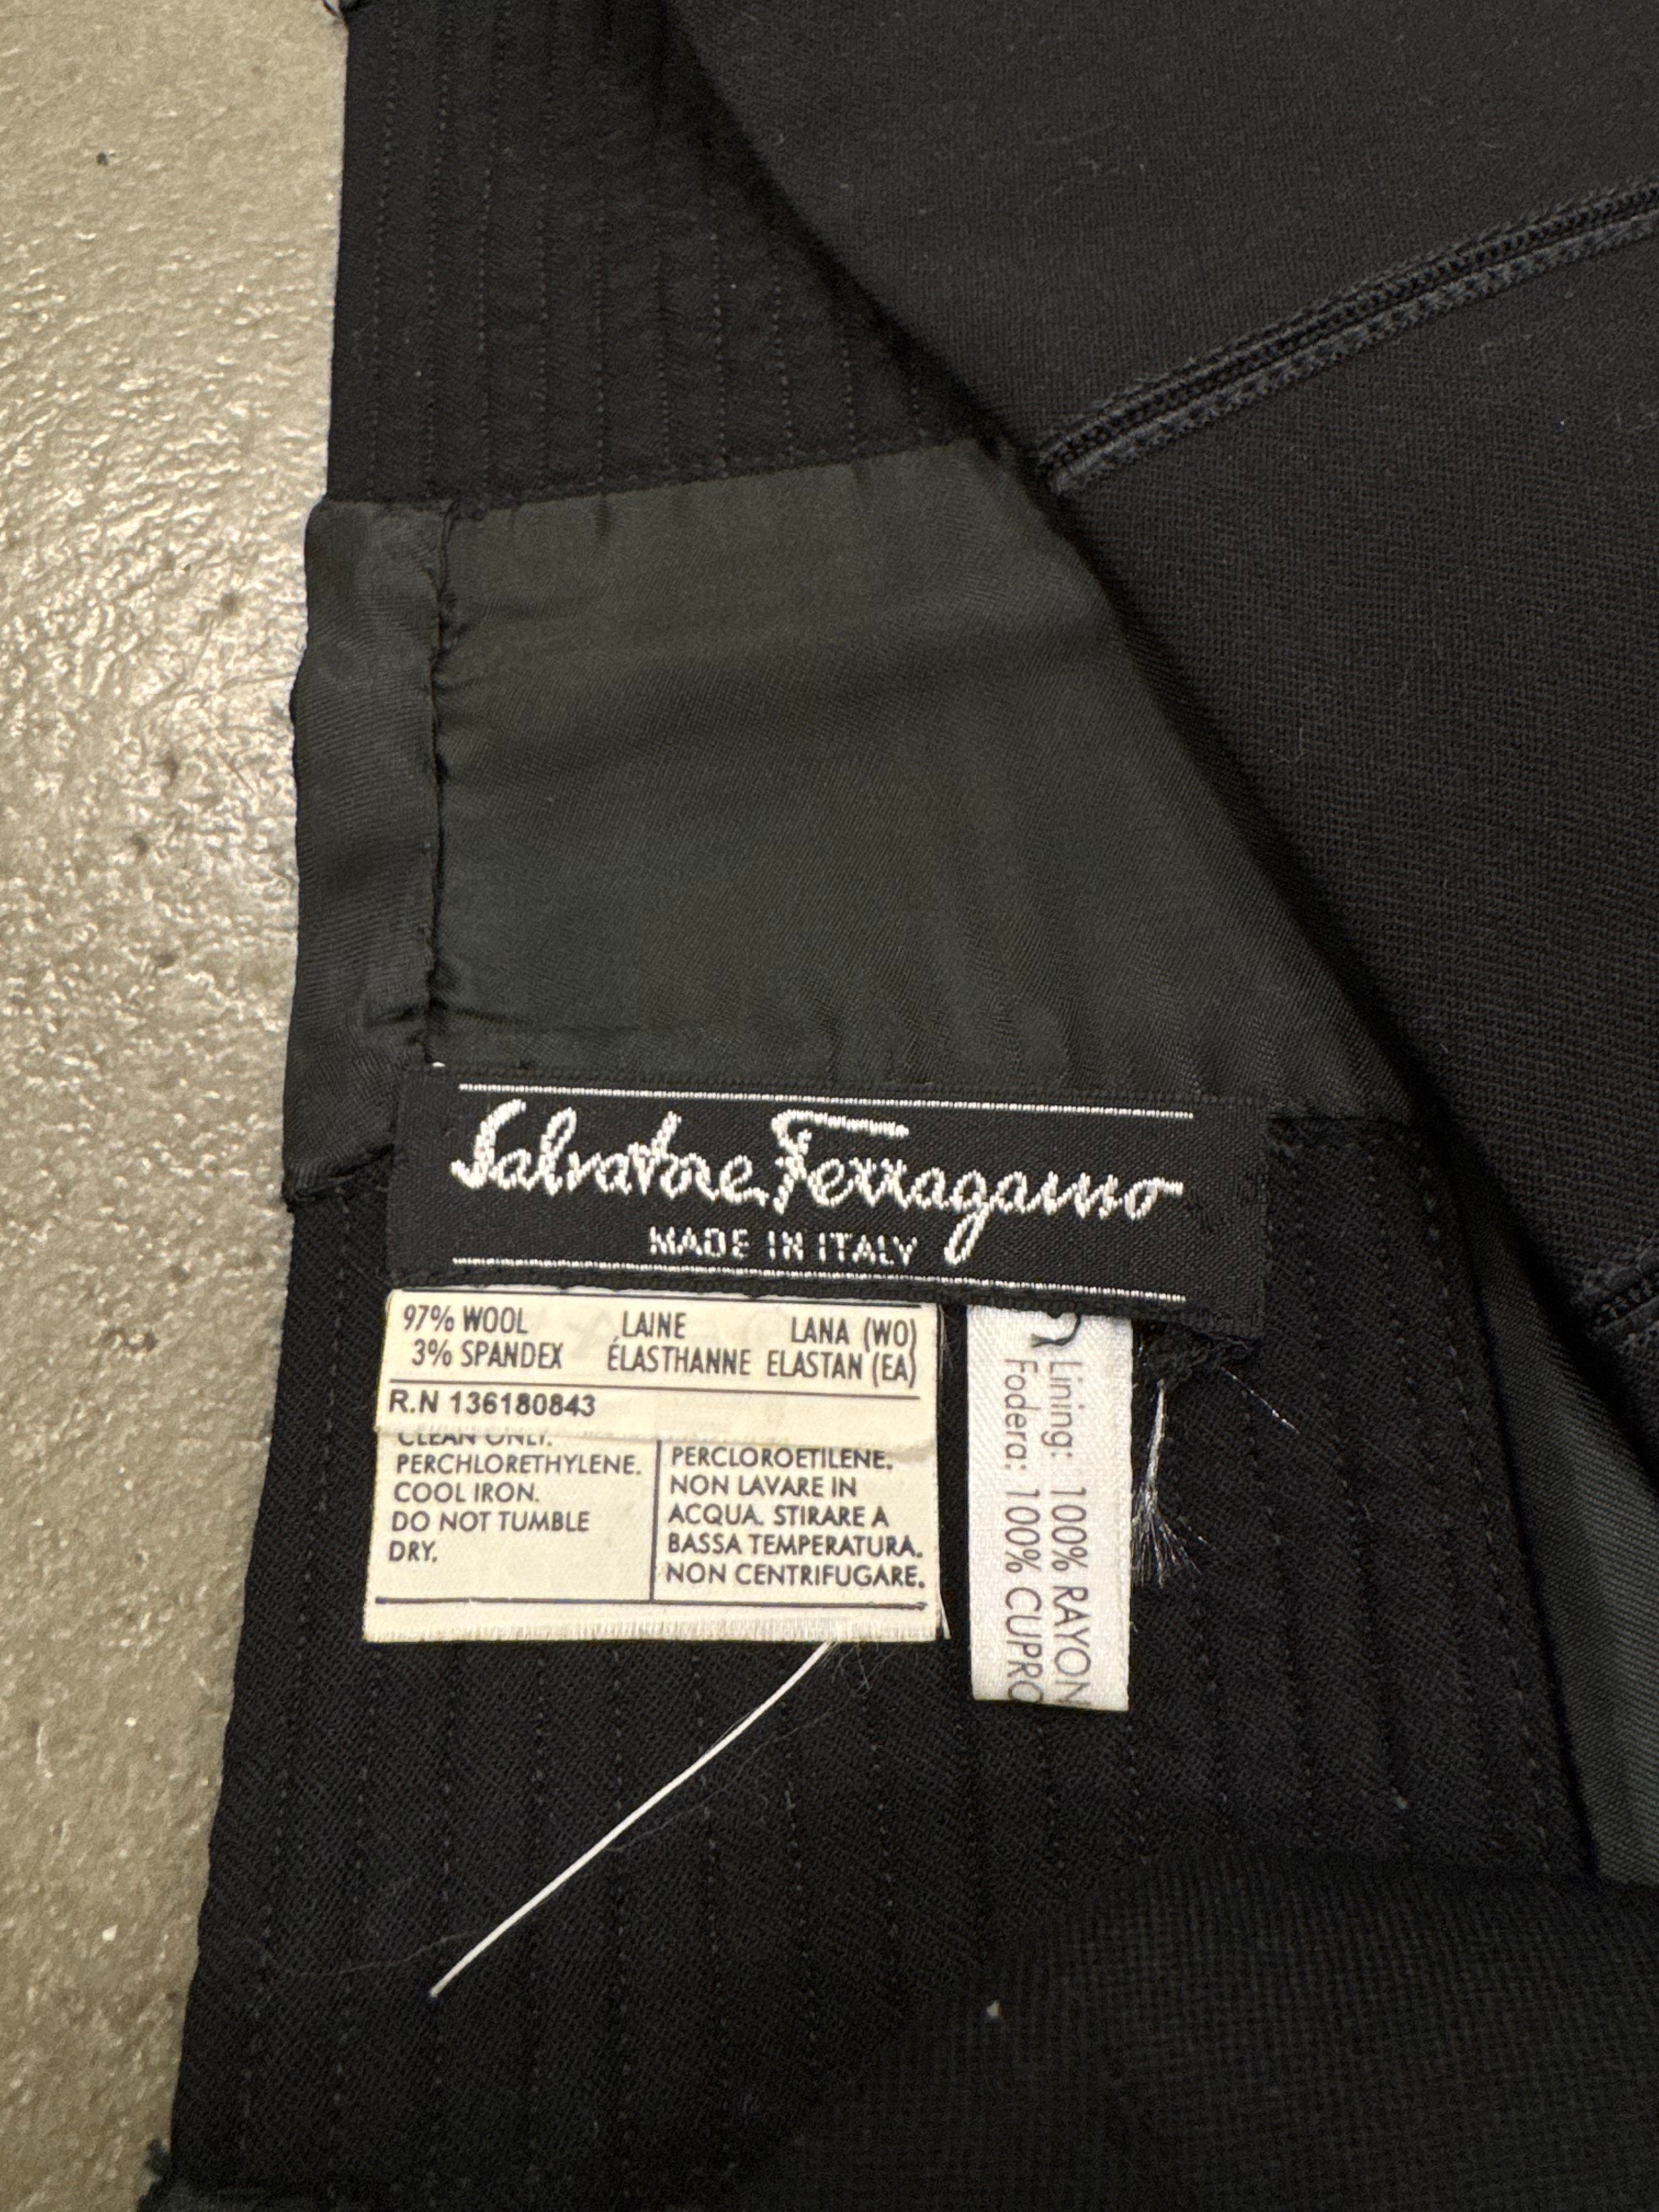 Salvatore Ferragamo
MADE IN ITALY
97% WOOL LAINE LANA (WO)
3% SPANDEX ÉLASTHANNE ELASTAN (EA)
R.N 136180843
CLEAN ONLY.
PERCHLORETHYLENE.
COOL IRON.
DO NOT TUMBLE
DRY.
PERCLOROETILENE.
NON LAVARE IN
ACQUA. STIRARE A
BASSA TEMPERATURA.
NON CENTRIFUGARE.
Lining: 100% RAYON
Fodera: 100% CUPRO